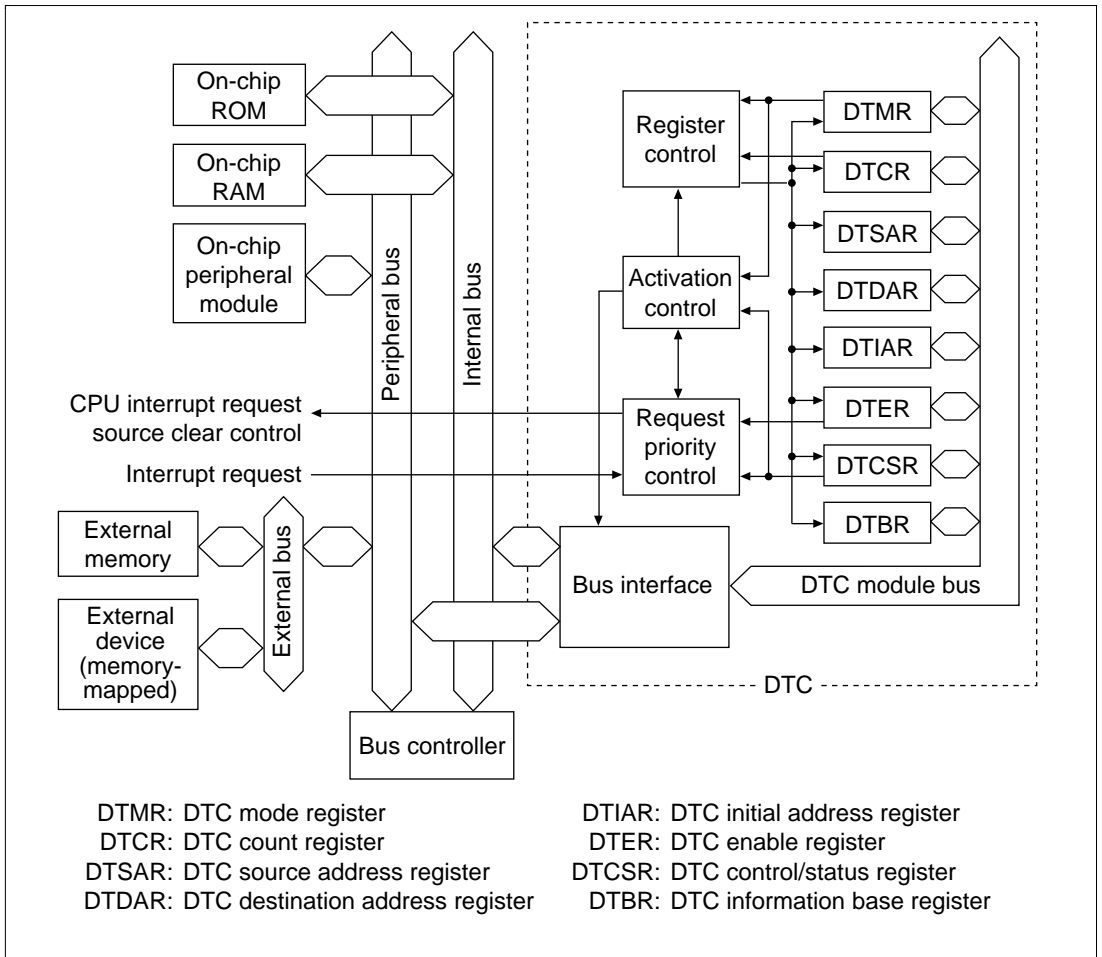 On-chip
ROM
On-chip
RAM
On-chip
peripheral
module
Peripheral bus
Internal bus
Register
control
Activation
control
Request
priority
control
DTMR
DTCR
DTSAR
DTDAR
DTIAR
DTER
DTCSR
DTBR
CPU interrupt request
source clear control
Interrupt request
External
memory
External
device
(memory-
mapped)
External bus
Bus interface
DTC module bus
DTC
Bus controller
DTMR: DTC mode register
DTCR: DTC count register
DTSAR: DTC source address register
DTDAR: DTC destination address register
DTIAR: DTC initial address register
DTER: DTC enable register
DTCSR: DTC control/status register
DTBR: DTC information base register